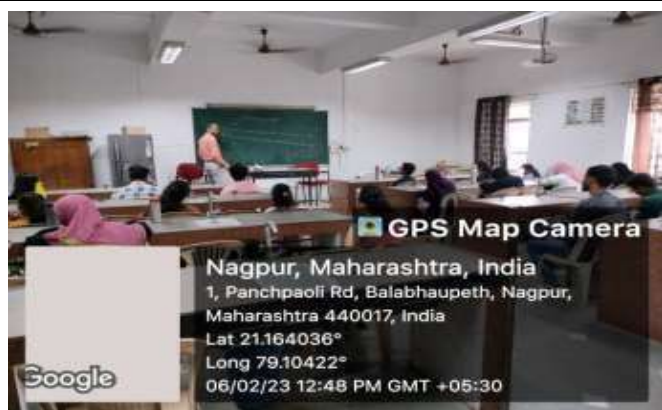 GPS Map Camera
Nagpur, Maharashtra, India
1, Panchpaoli Rd, Balabhaupeth, Nagpur,
Maharashtra 440017, India
Lat 21.164036°
Long 79.10422°
06/02/23 12:48 PM GMT +05:30
Google